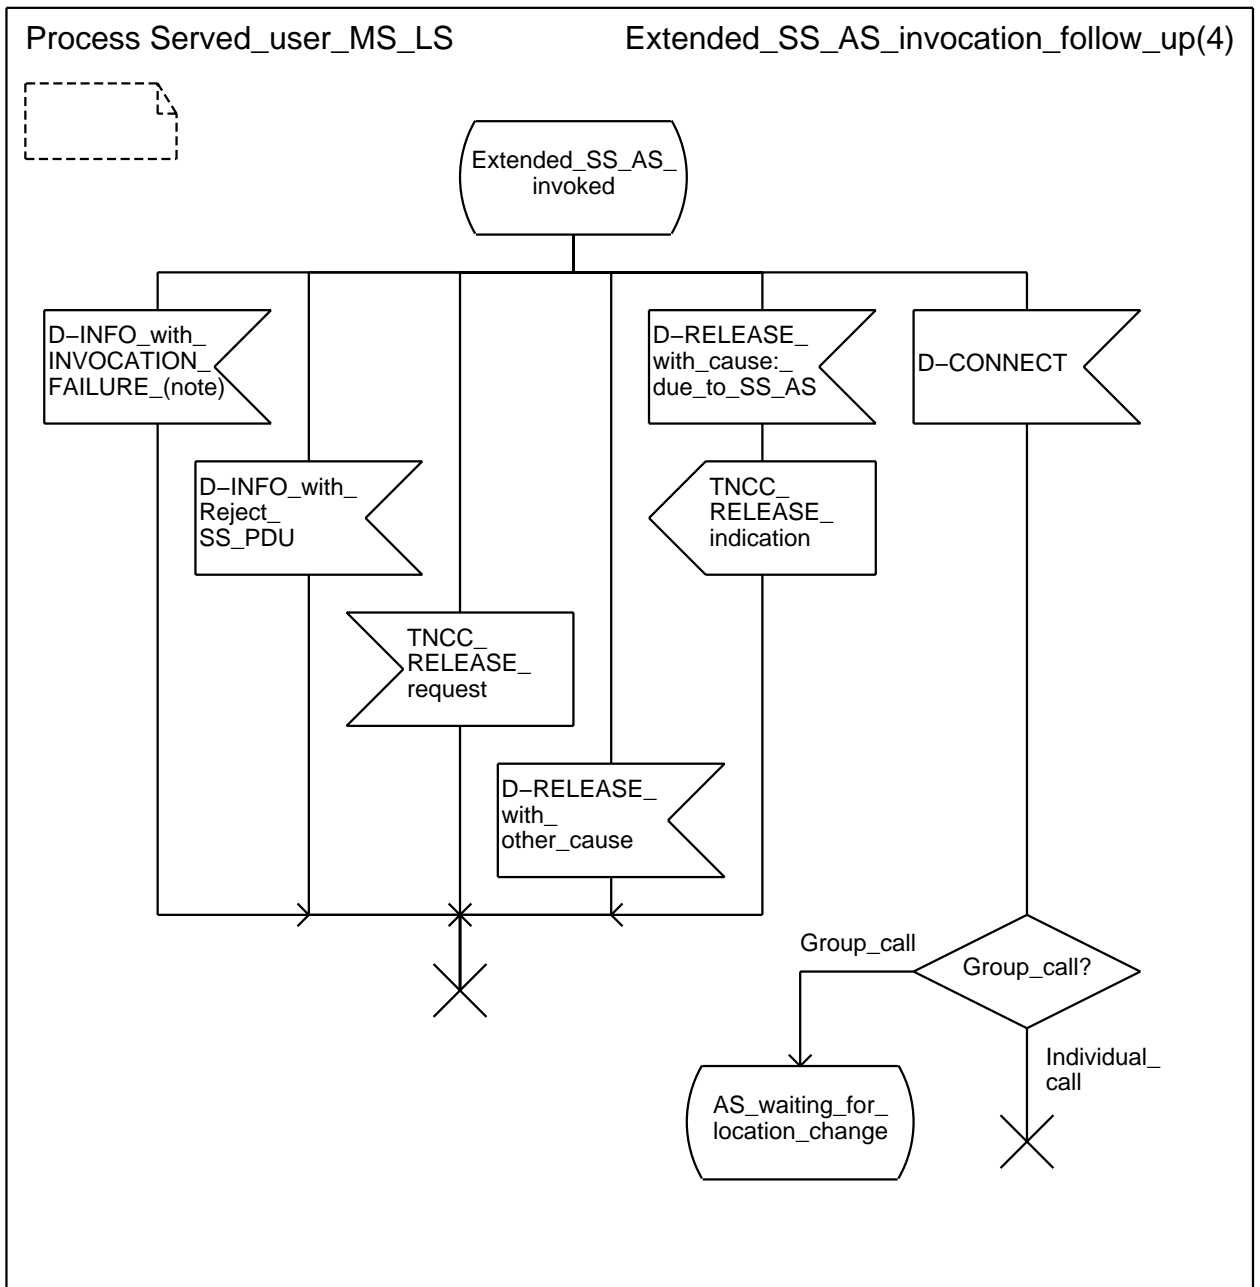 Process Served_user_MS_LS
Extended_SS_AS_invocation_follow_up(4)
Extended_SS_AS_
invoked
D–INFO_with_
INVOCATION_
FAILURE_(note)
D–RELEASE_
with_cause:_
due_to_SS_AS
D–CONNECT
D–INFO_with_
Reject_
SS_PDU
TNCC_
RELEASE_
indication
TNCC_
RELEASE_
request
D–RELEASE_
with_
other_cause
Group_call
Group_call?
Individual_
call
AS_waiting_for_
location_change